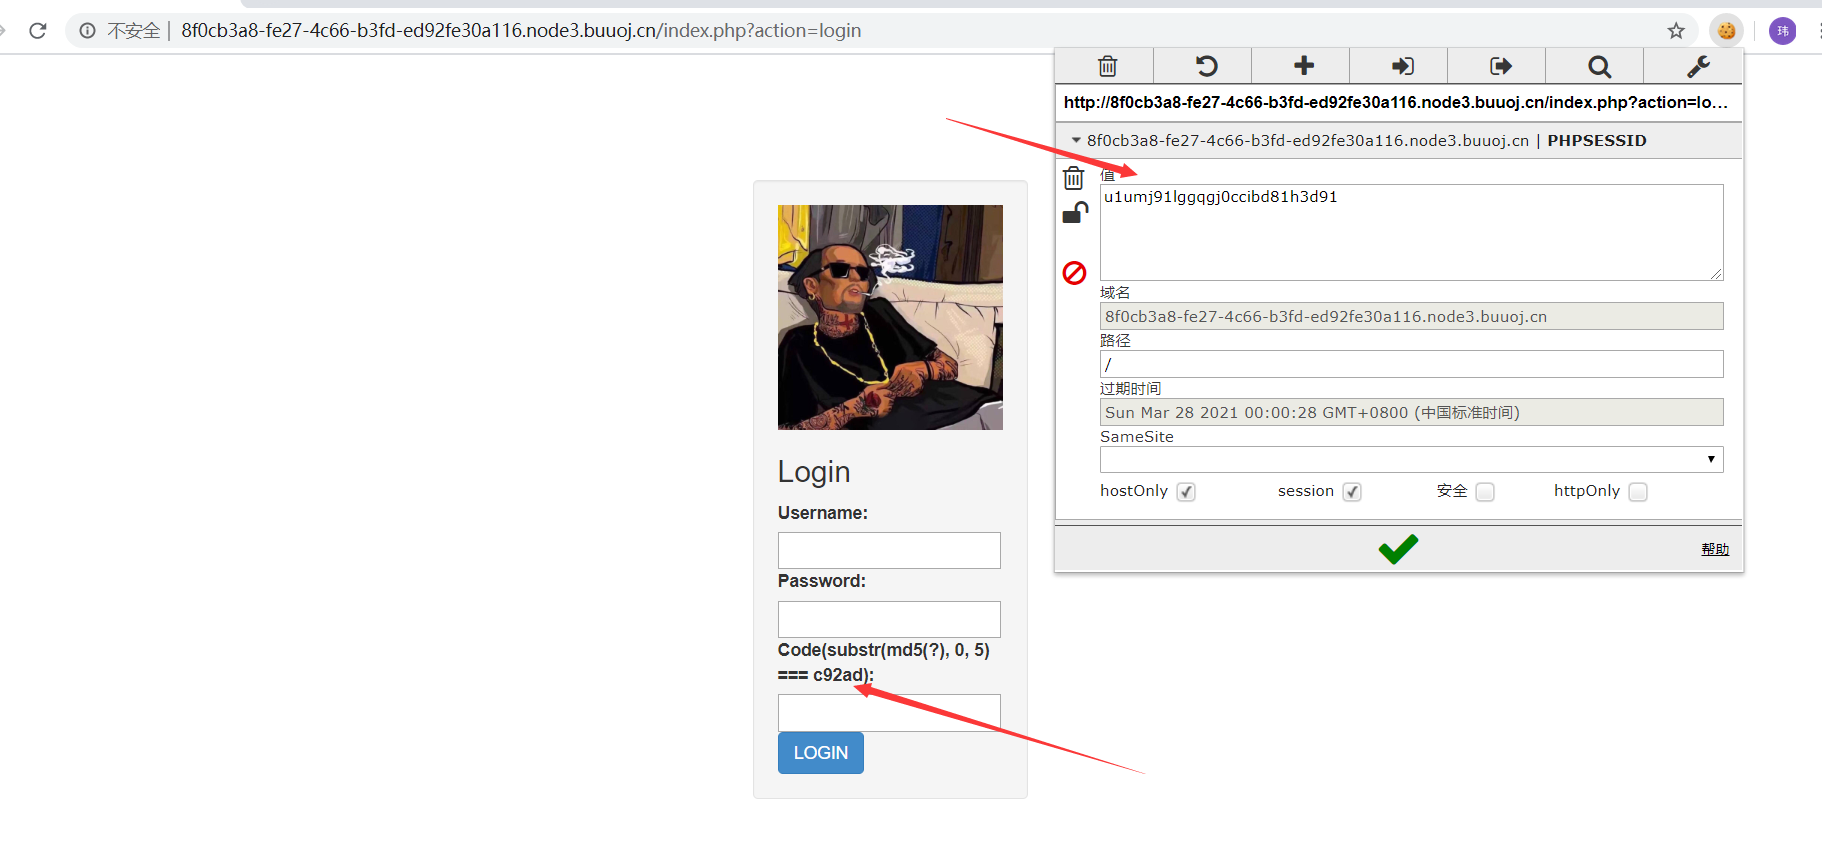 不安全 | 8f0cb3a8-fe27-4c66-b3fd-ed92fe30a116.node3.buuoj.cn/index.php?action=login
玮
http://8f0cb3a8-fe27-4c66-b3fd-ed92fe30a116.node3.buuoj.cn/index.php?action=lo...
8f0cb3a8-fe27-4c66-b3fd-ed92fe30a116.node3.buuoj.cn | PHPSESSID
值
u1umj91lggqgj0ccibd81h3d91
域名
8f0cb3a8-fe27-4c66-b3fd-ed92fe30a116.node3.buuoj.cn
路径
/
过期时间
Sun Mar 28 2021 00:00:28 GMT+0800 (中国标准时间)
SameSite
hostOnly session 安全 httpOnly
帮助
Login
Username:
Password:
Code(substr(md5(?), 0, 5)
=== c92ad):
LOGIN